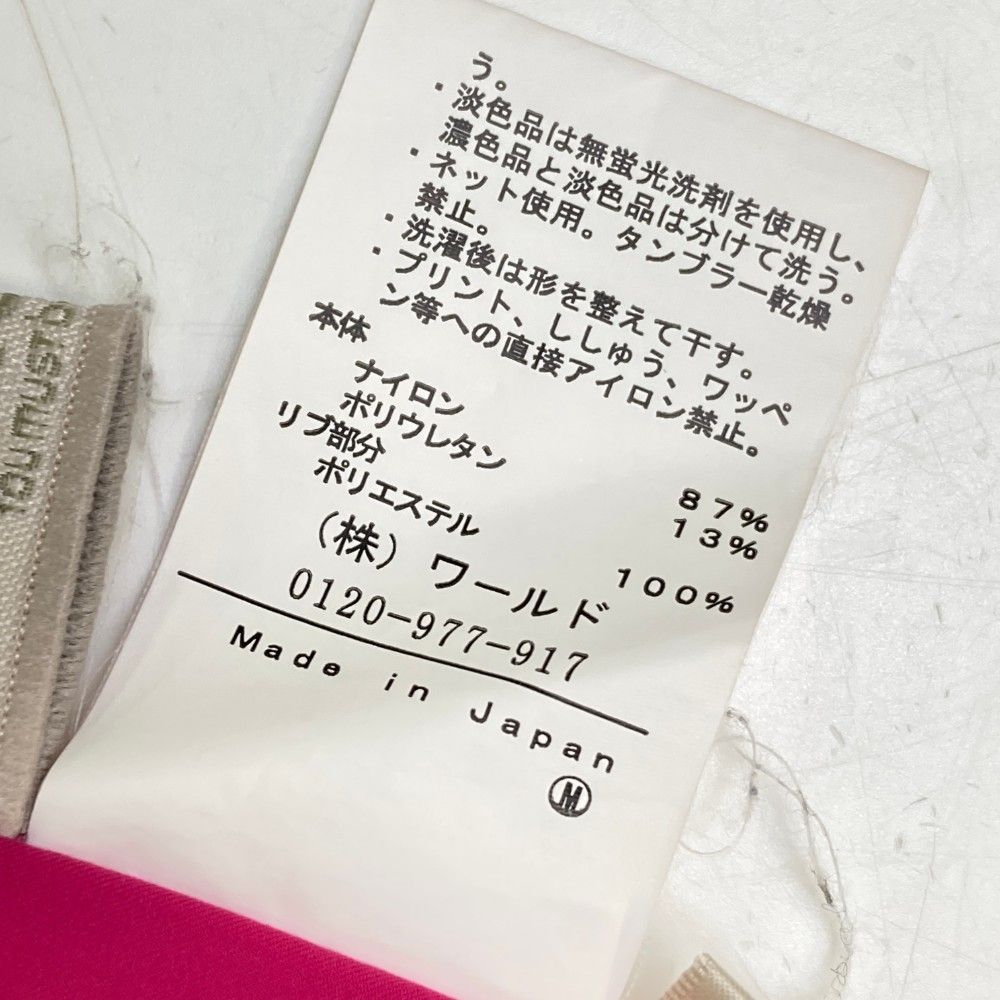 う。
・淡色品は無蛍光洗剤を使用し、
濃色品と淡色品は分けて洗う。
・ネット使用。タンブラー乾燥
禁止。
・洗濯後は形を整えて干す。
・プリント、ししゅう、ワッペ
ン等への直接アイロン禁止。
本体
ナイロン 87%
ポリウレタン 13%
リブ部分
ポリエステル 100%
(株)ワールド
0120-977-917
Made in Japan
M